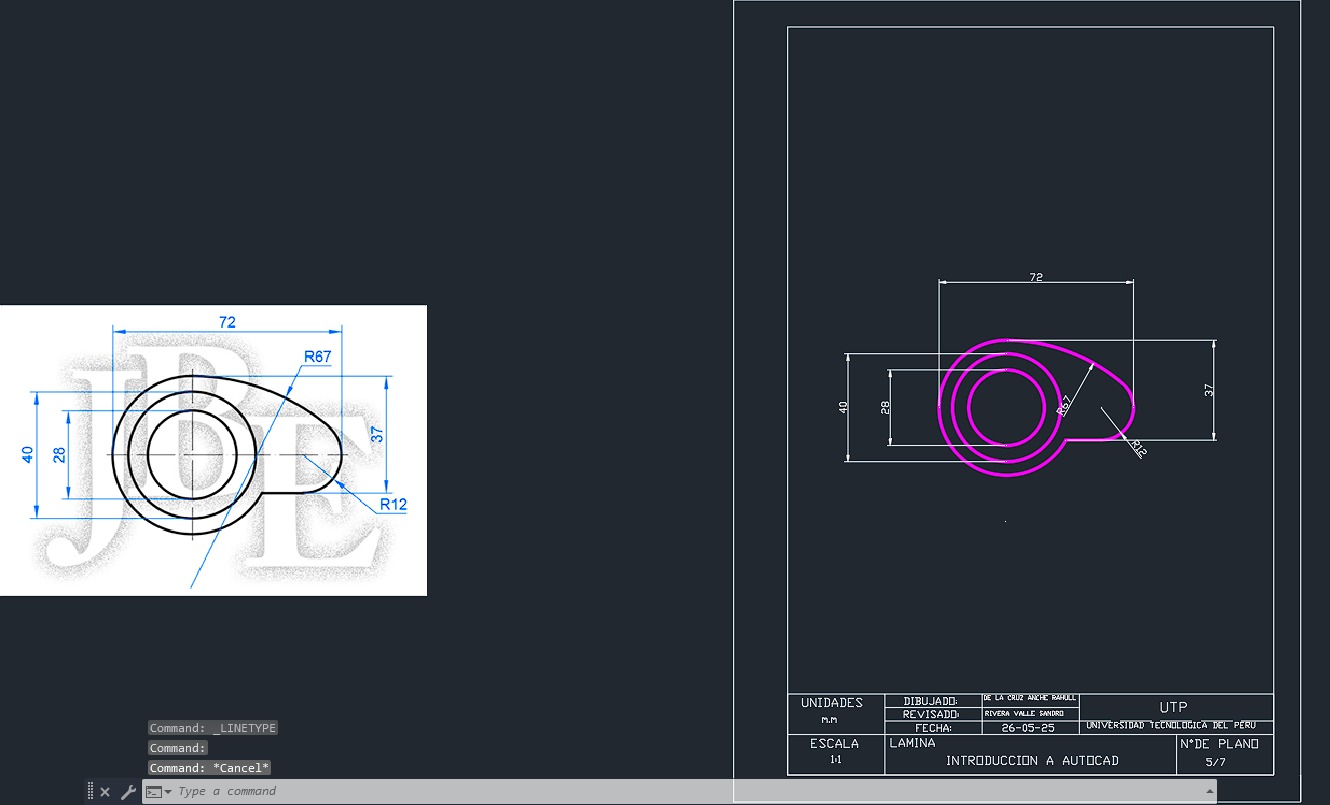 72
R67
40
28
37
R12
JBE
72
40
28
R67
37
R12
UNIDADES
M.M
DIBUJADO:
DE LA CRUZ ANCHE RAHULL
REVISADO:
RIVERA VALLE SANDRO
FECHA:
26-05-25
UTP
UNIVERSIDAD TECNOLOGICA DEL PERU
ESCALA
1:1
LAMINA
INTRODUCCION A AUTOCAD
N°DE PLANO
5/7
Command: _LINETYPE
Command:
Command: *Cancel*
Type a command